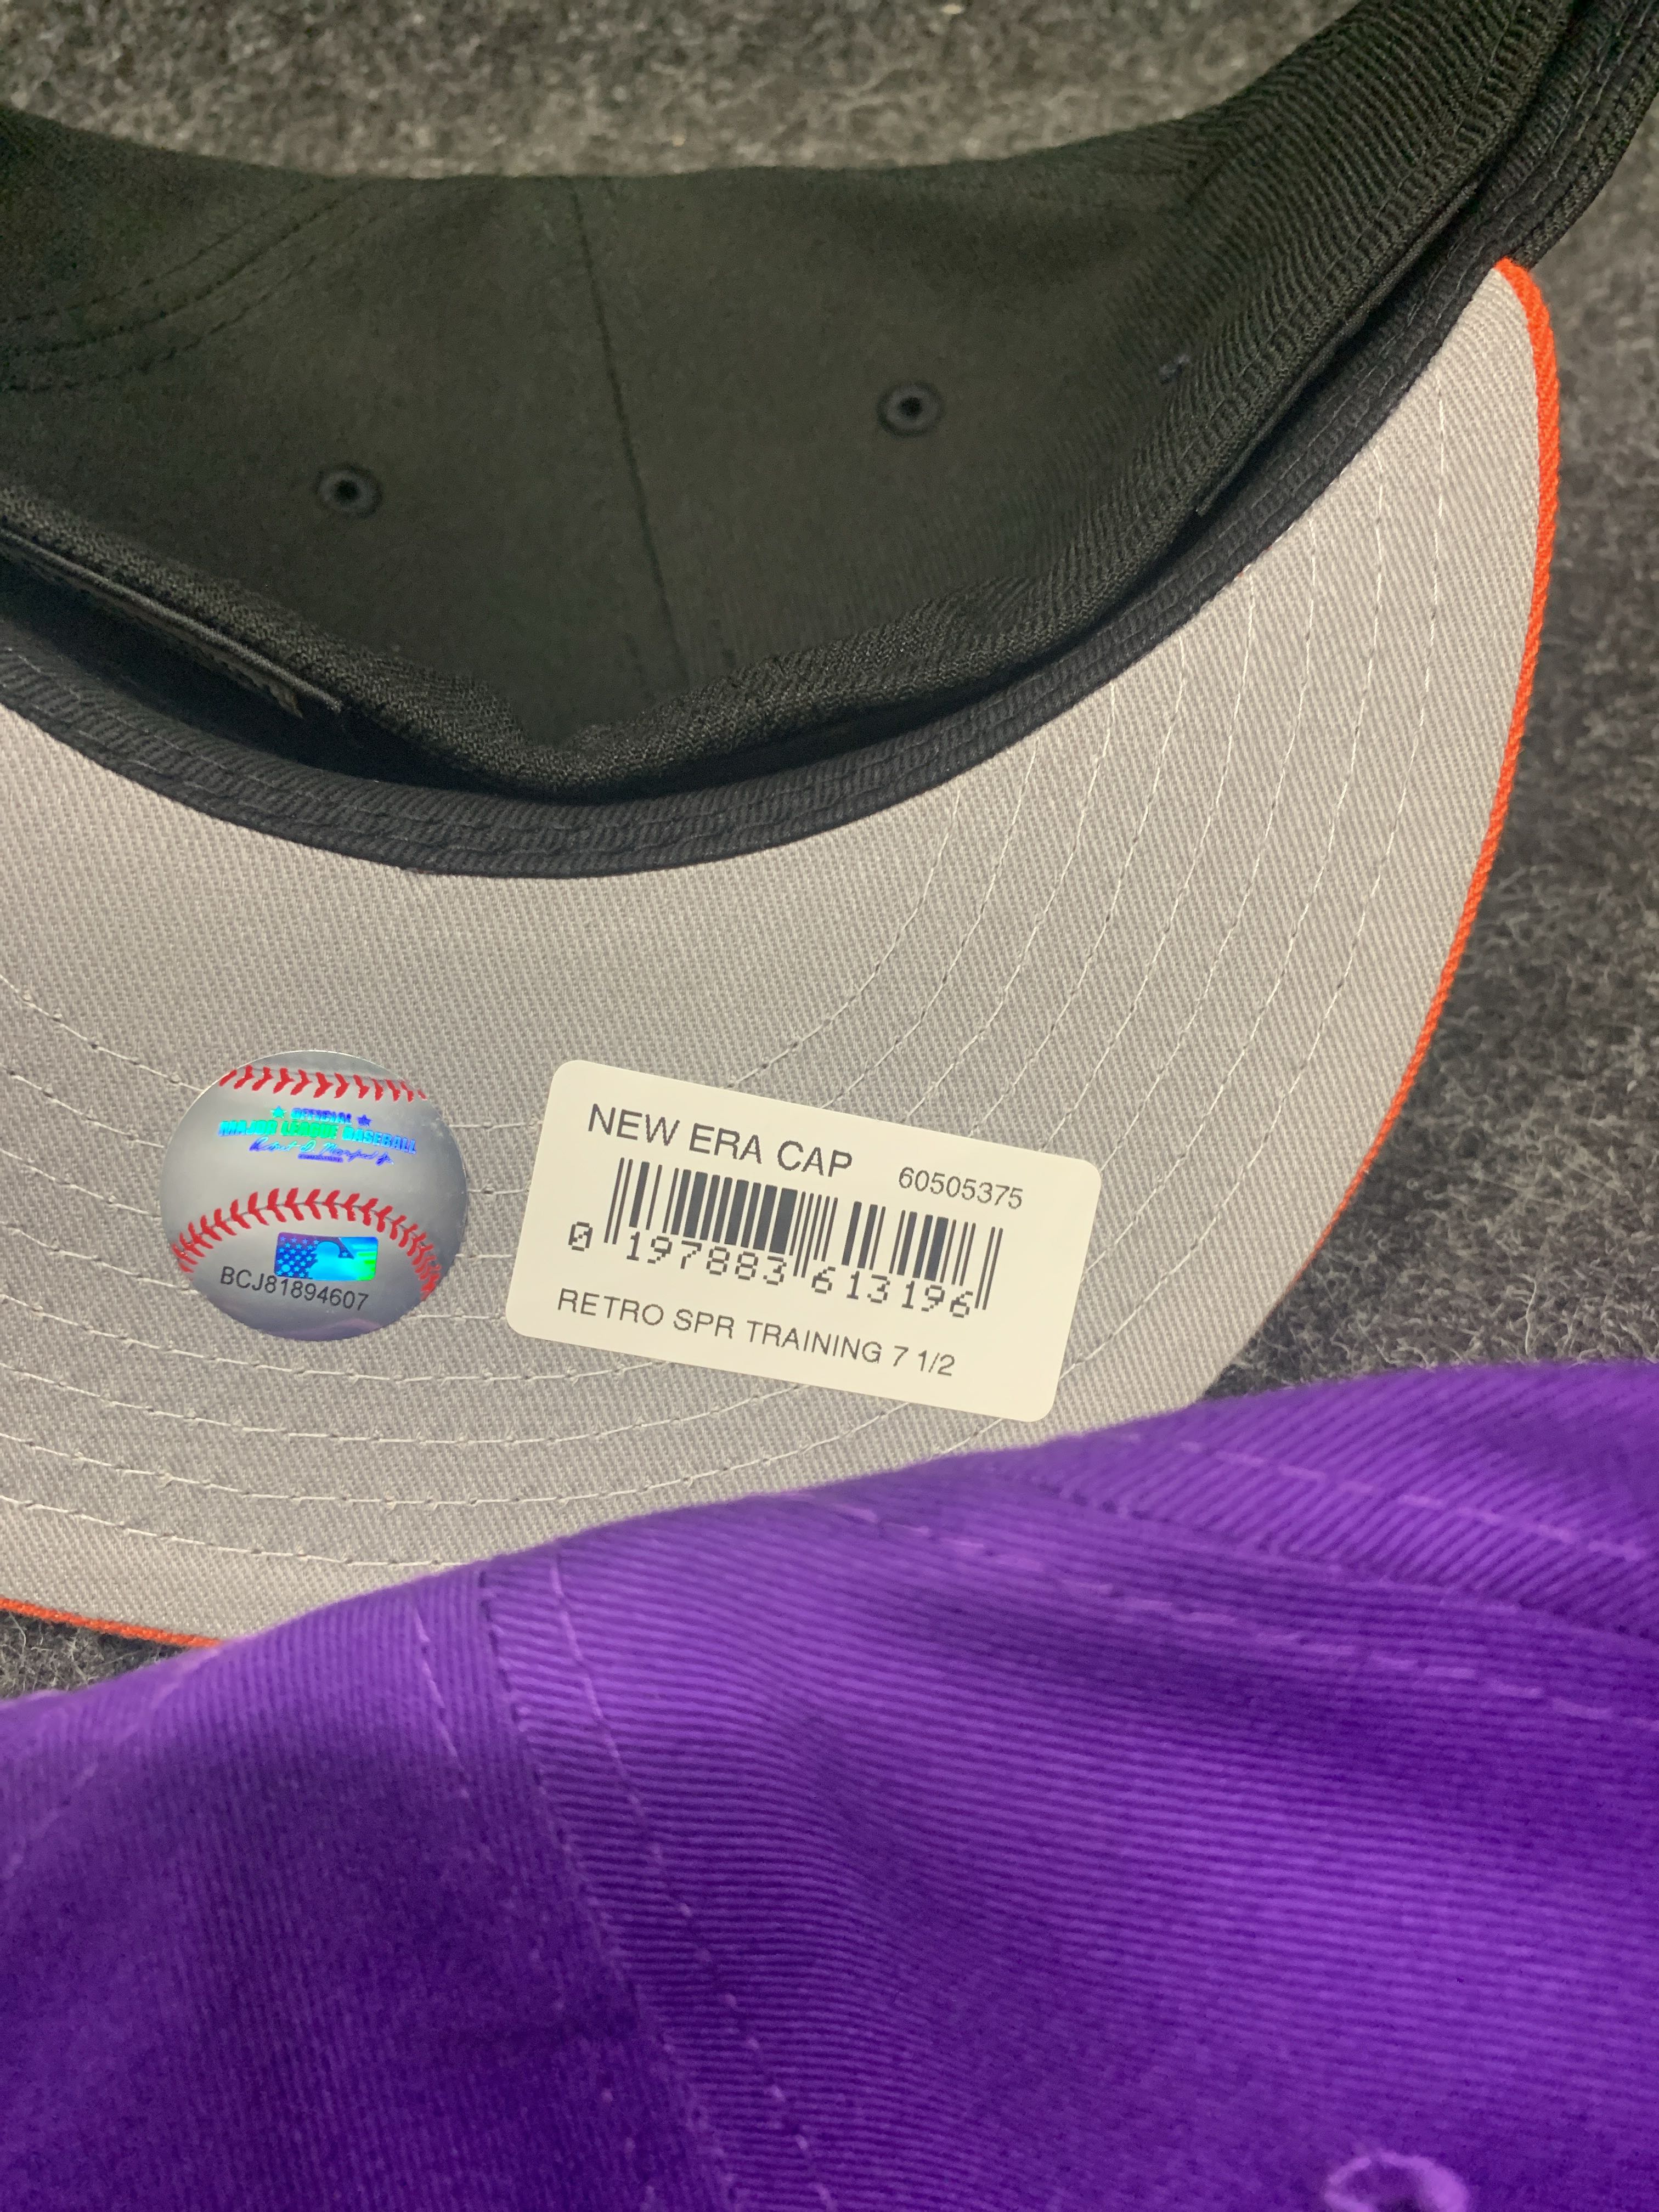 OFFICIAL
MAJOR LEAGUE BASEBALL
BCJ81894607
NEW ERA CAP 60505375
0 197883 613196
RETRO SPR TRAINING 7 1/2